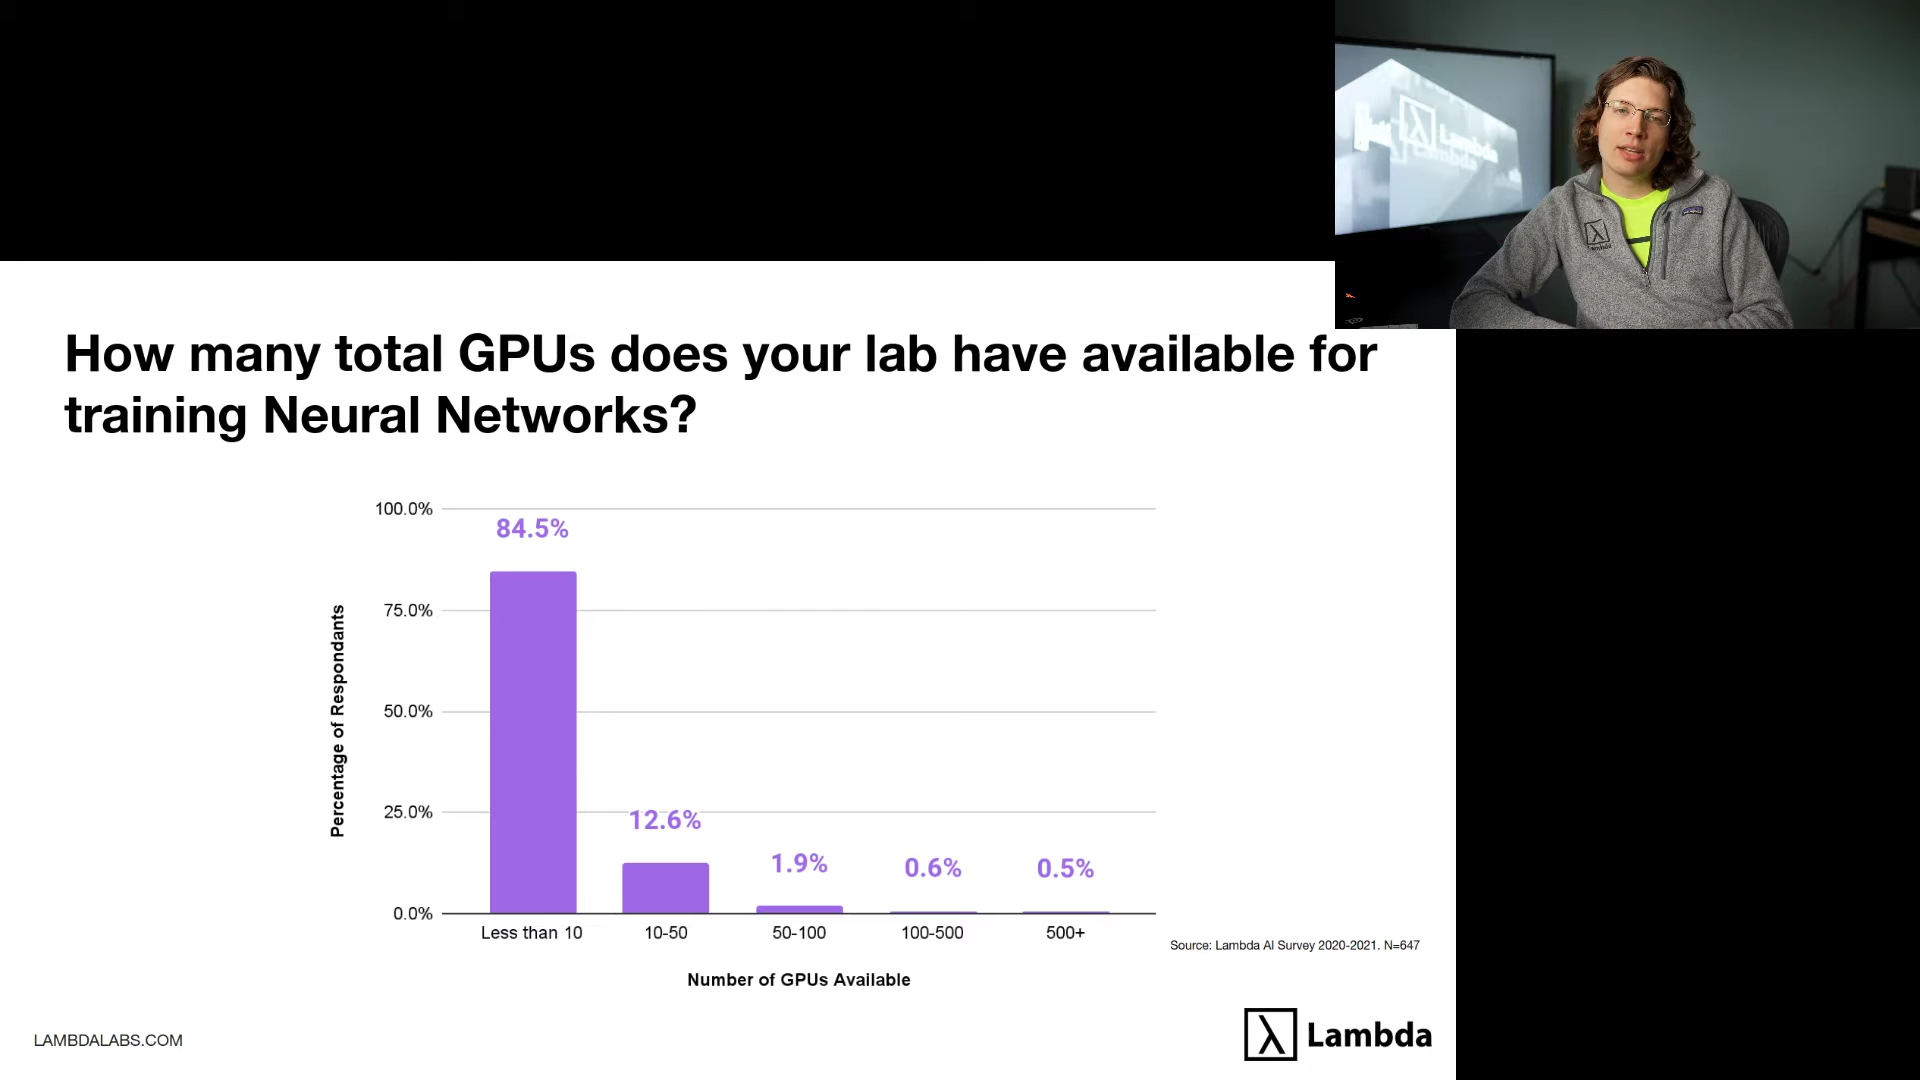 Lambda
Lambda
How many total GPUs does your lab have available for
training Neural Networks?
100.0%
84.5%
75.0%
50.0%
25.0%
12.6%
1.9%
0.6%
0.5%
0.0%
Percentage of Respondants
Less than 10
10-50
50-100
100-500
500+
Number of GPUs Available
Source: Lambda AI Survey 2020-2021. N=647
LAMBDALABS.COM
Lambda